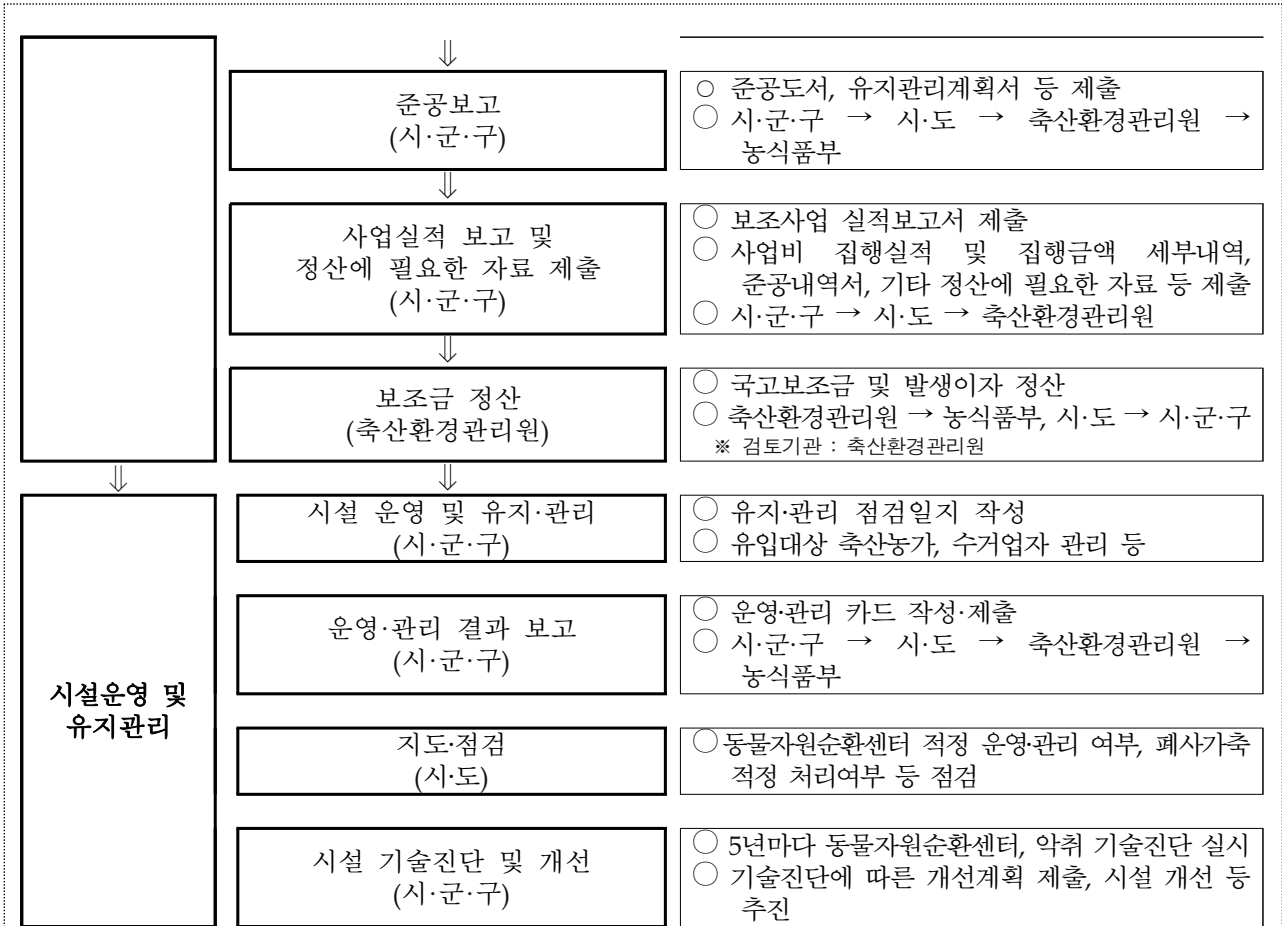 ⇓
준공보고
(시·군·구)
○ 준공도서, 유지관리계획서 등 제출
○ 시·군·구 → 시·도 → 축산환경관리원 →
농식품부
⇓
사업실적 보고 및
정산에 필요한 자료 제출
(시·군·구)
○ 보조사업 실적보고서 제출
○ 사업비 집행실적 및 집행금액 세부내역,
준공내역서, 기타 정산에 필요한 자료 등 제출
○ 시·군·구 → 시·도 → 축산환경관리원
⇓
보조금 정산
(축산환경관리원)
○ 국고보조금 및 발생이자 정산
○ 축산환경관리원 → 농식품부, 시·도 → 시·군·구
※ 검토기관 : 축산환경관리원
⇓ ⇓
시설운영 및
유지관리
시설 운영 및 유지·관리
(시·군·구)
○ 유지·관리 점검일지 작성
○ 유입대상 축산농가, 수거업자 관리 등
운영·관리 결과 보고
(시·군·구)
○ 운영·관리 카드 작성·제출
○ 시·군·구 → 시·도 → 축산환경관리원 →
농식품부
지도·점검
(시·도)
○동물자원순환센터 적정 운영·관리 여부, 폐사가축
적정 처리여부 등 점검
시설 기술진단 및 개선
(시·군·구)
○ 5년마다 동물자원순환센터, 악취 기술진단 실시
○ 기술진단에 따른 개선계획 제출, 시설 개선 등
추진